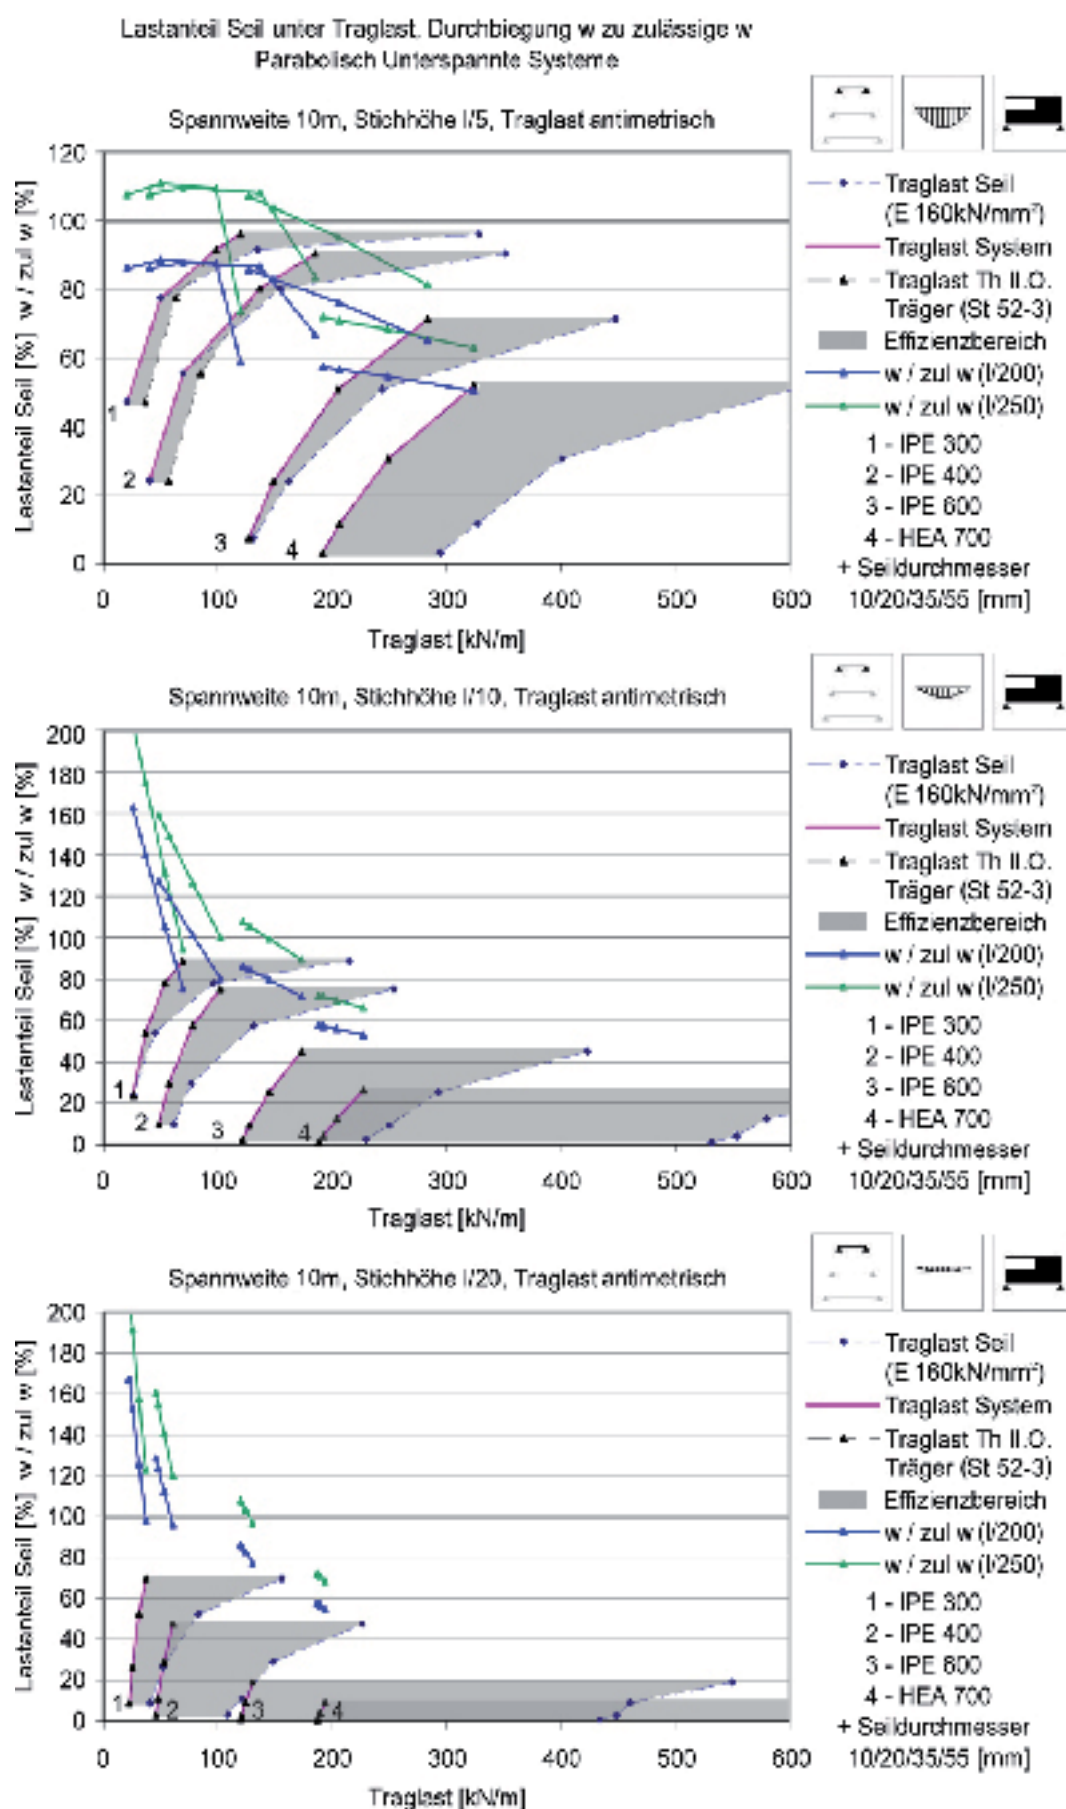 Lastanteil Seil unter Traglast, Durchbiegung w zu zulässige w
Parabolisch Unterspannte Systeme
Spannweite 10m, Stichhöhe l/5, Traglast antimetrisch
Lastanteil Seil [%]  w / zul w [%]
120
100
80
60
40
20
0
1
2
3
4
0 100 200 300 400 500 600
Traglast [kN/m]
Traglast Seil
(E 160kN/mm²)
Traglast System
Traglast Th II.O.
Träger (St 52-3)
Effizienzbereich
w / zul w (l/200)
w / zul w (l/250)
1 - IPE 300
2 - IPE 400
3 - IPE 600
4 - HEA 700
+ Seildurchmesser
10/20/35/55 [mm]
Spannweite 10m, Stichhöhe l/10, Traglast antimetrisch
Lastanteil Seil [%]  w / zul w [%]
200
180
160
140
120
100
80
60
40
20
0
1
2
3
4
0 100 200 300 400 500 600
Traglast [kN/m]
Traglast Seil
(E 160kN/mm²)
Traglast System
Traglast Th II.O.
Träger (St 52-3)
Effizienzbereich
w / zul w (l/200)
w / zul w (l/250)
1 - IPE 300
2 - IPE 400
3 - IPE 600
4 - HEA 700
+ Seildurchmesser
10/20/35/55 [mm]
Spannweite 10m, Stichhöhe l/20, Traglast antimetrisch
Lastanteil Seil [%]  w / zul w [%]
200
180
160
140
120
100
80
60
40
20
0
1
2
3
4
0 100 200 300 400 500 600
Traglast [kN/m]
Traglast Seil
(E 160kN/mm²)
Traglast System
Traglast Th II.O.
Träger (St 52-3)
Effizienzbereich
w / zul w (l/200)
w / zul w (l/250)
1 - IPE 300
2 - IPE 400
3 - IPE 600
4 - HEA 700
+ Seildurchmesser
10/20/35/55 [mm]